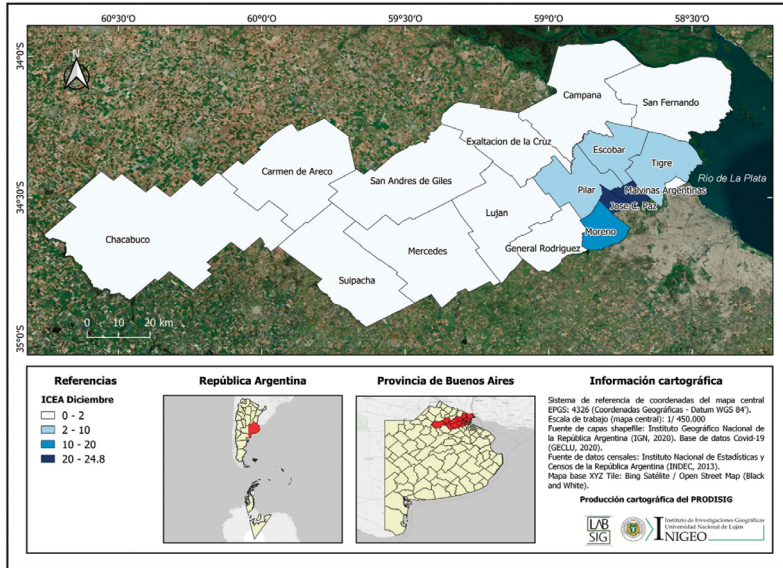 60°30'S
60°0'S
59°30'S
59°0'S
58°30'S
34°0'S
34°30'S
35°0'S
N
Campana
San Fernando
Exaltacion de la Cruz
Escobar
Tigre
Carmen de Areco
San Andres de Giles
Rio de La Plata
Pilar
Malvinas Argentinas
Jose C. Paz
Lujan
Moreno
Chacabuco
Mercedes
General Rodriguez
Suipacha
0 10 20 km
Referencias
ICEA Diciembre
0 - 2
2 - 10
10 - 20
20 - 24.8
República Argentina
Provincia de Buenos Aires
Información cartográfica
Sistema de referencia de coordenadas del mapa central
EPGS: 4326 (Coordenadas Geográficas - Datum WGS 84').
Escala de trabajo (mapa central): 1/ 450.000
Fuente de capas shapefile: Instituto Geográfico Nacional de
la República Argentina (IGN, 2020). Base de datos Covid-19
(GECLU, 2020).
Fuente de datos censales: Instituto Nacional de Estadísticas y
Censos de la República Argentina (INDEC, 2013).
Mapa base XYZ Tile: Bing Satélite / Open Street Map (Black
and White).
Producción cartográfica del PRODISIG
LAB
SIG
Instituto de Investigaciones Geográficas
Universidad Nacional de Luján
INIGEO